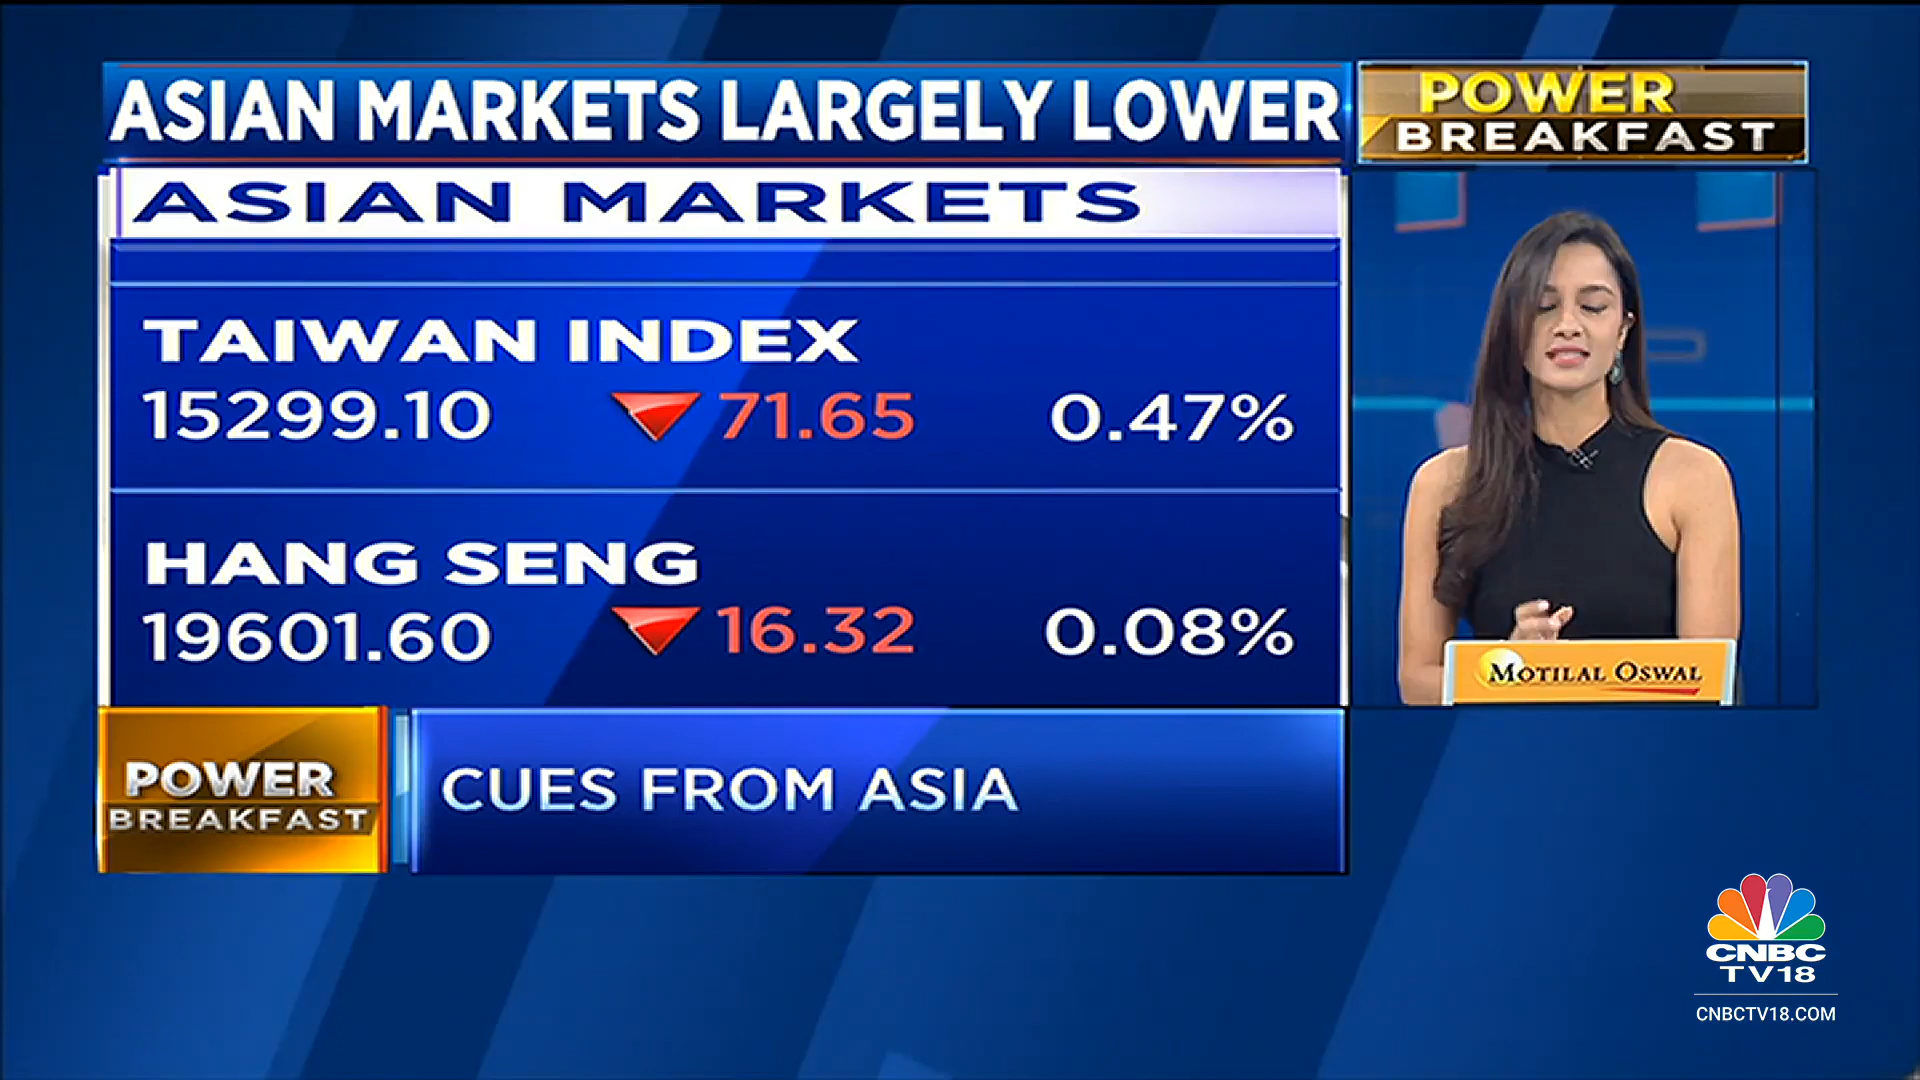 ASIAN MARKETS LARGELY LOWER
POWER
BREAKFAST
ASIAN MARKETS
TAIWAN INDEX
15299.10 71.65 0.47%
HANG SENG
19601.60 16.32 0.08%
MOTILAL OSWAL
POWER
BREAKFAST
CUES FROM ASIA
CNBC
TV18
CNBCTV18.COM